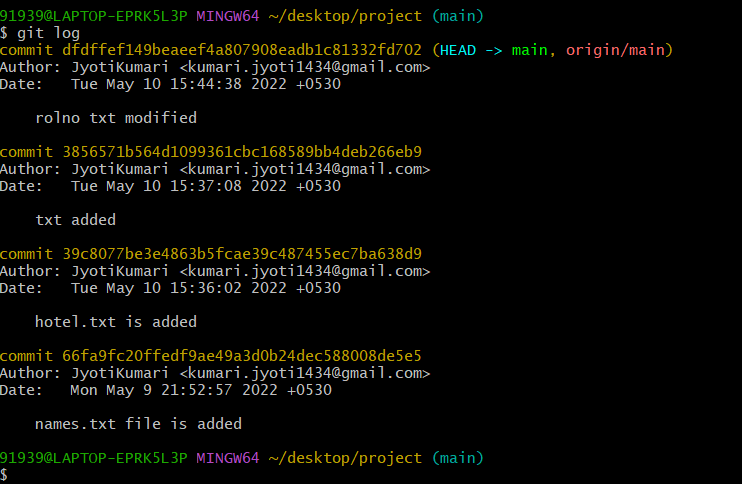 91939@LAPTOP-EPRK5L3P MINGW64 ~/desktop/project (main)
$ git log
commit dfdffef149beaeef4a807908eadb1c81332fd702 (HEAD -> main, origin/main)
Author: JyotiKumari <kumari.jyoti1434@gmail.com>
Date:   Tue May 10 15:44:38 2022 +0530
    rolno txt modified
commit 3856571b564d1099361cbc168589bb4deb266eb9
Author: JyotiKumari <kumari.jyoti1434@gmail.com>
Date:   Tue May 10 15:37:08 2022 +0530
    txt added
commit 39c8077be3e4863b5fcae39c487455ec7ba638d9
Author: JyotiKumari <kumari.jyoti1434@gmail.com>
Date:   Tue May 10 15:36:02 2022 +0530
    hotel.txt is added
commit 66fa9fc20ffedf9ae49a3d0b24dec588008de5e5
Author: JyotiKumari <kumari.jyoti1434@gmail.com>
Date:   Mon May 9 21:52:57 2022 +0530
    names.txt file is added
91939@LAPTOP-EPRK5L3P MINGW64 ~/desktop/project (main)
$